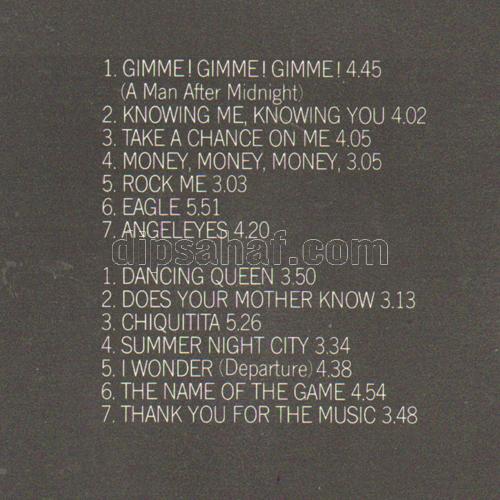 1. GIMME! GIMME! GIMME! 4.45
(A Man After Midnight)
2. KNOWING ME, KNOWING YOU 4.02
3. TAKE A CHANCE ON ME 4.05
4. MONEY, MONEY, MONEY, 3.05
5. ROCK ME 3.03
6. EAGLE 5.51
7. ANGELEYES 4.20
dipsahaf.com
1. DANCING QUEEN 3.50
2. DOES YOUR MOTHER KNOW 3.13
3. CHIQUITITA 5.26
4. SUMMER NIGHT CITY 3.34
5. I WONDER (Departure) 4.38
6. THE NAME OF THE GAME 4.54
7. THANK YOU FOR THE MUSIC 3.48